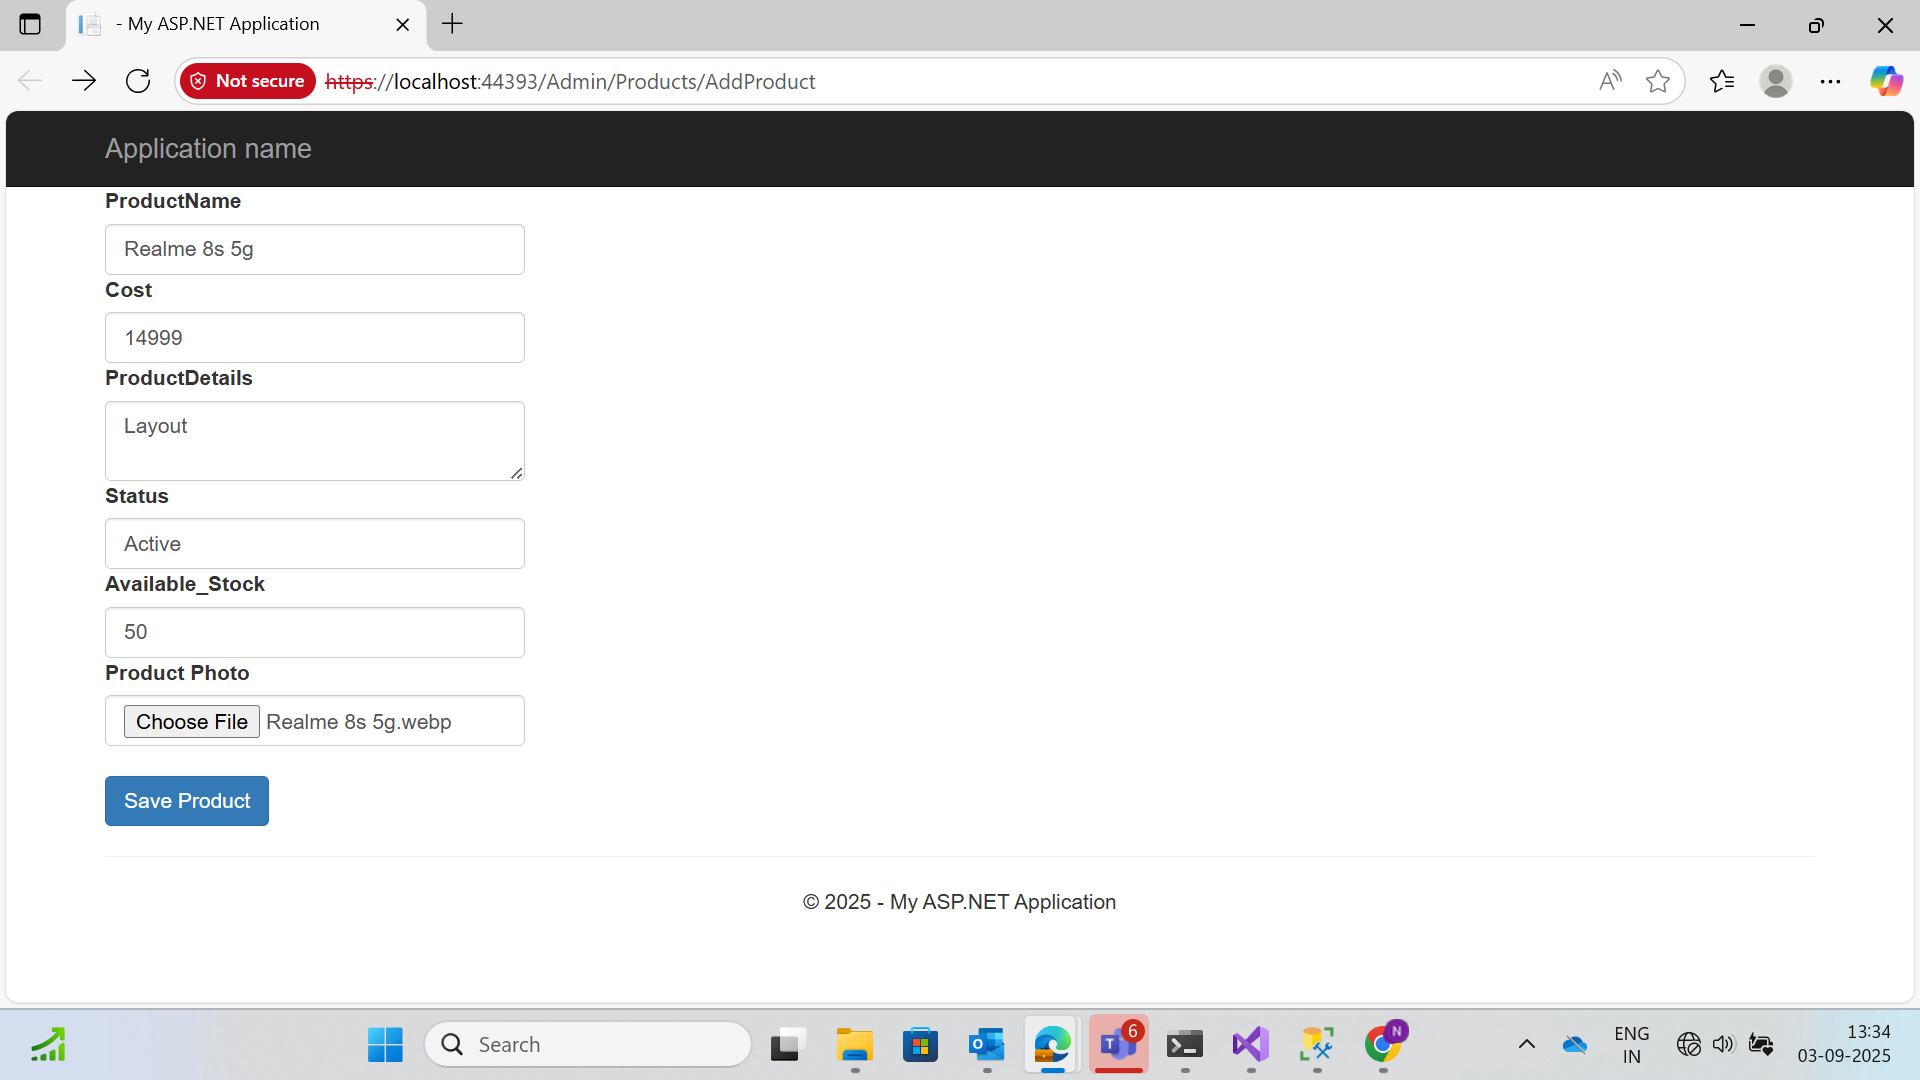 - My ASP.NET Application
Not secure https://localhost:44393/Admin/Products/AddProduct
Application name
ProductName
Realme 8s 5g
Cost
14999
ProductDetails
Layout
Status
Active
Available_Stock
50
Product Photo
Choose File Realme 8s 5g.webp
Save Product
© 2025 - My ASP.NET Application
Search
6
N
ENG
IN
13:34
03-09-2025